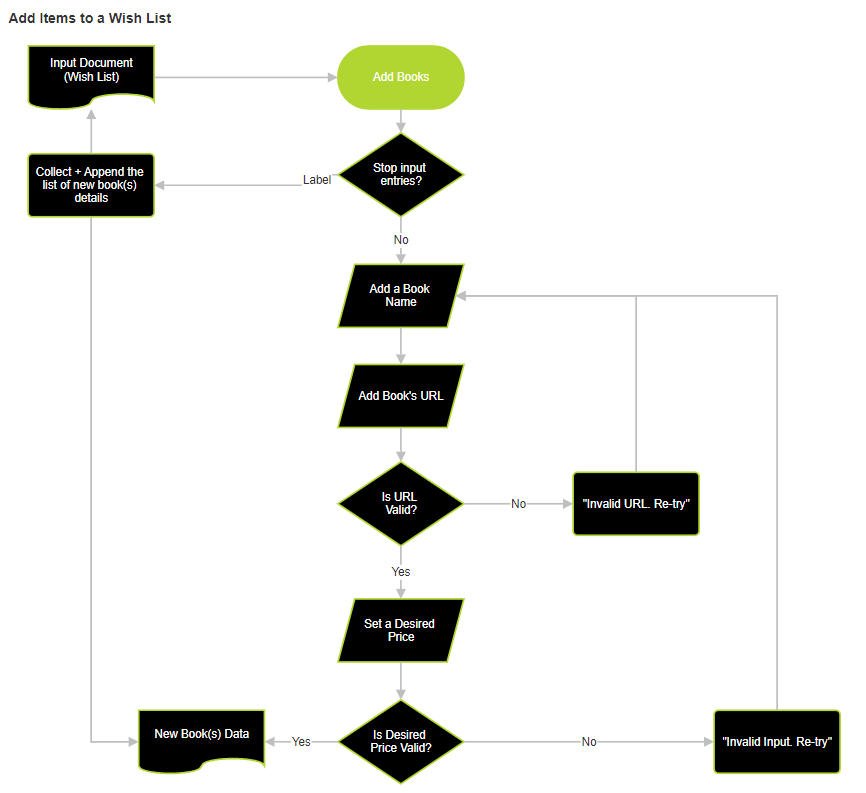 Add Items to a Wish List
Input Document
(Wish List)
Add Books
Stop input
entries?
Label
Collect + Append the
list of new book(s)
details
No
Add a Book
Name
Add Book's URL
Is URL
Valid?
No
"Invalid URL. Re-try"
Yes
Set a Desired
Price
New Book(s) Data
Yes
Is Desired
Price Valid?
No
"Invalid Input. Re-try"